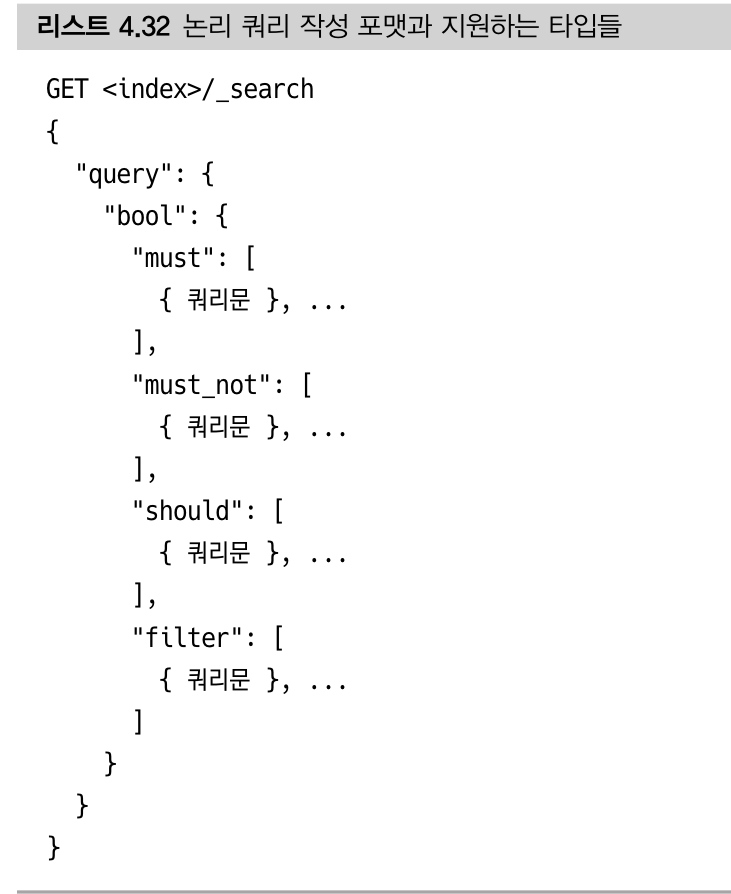 리스트 4.32 논리 쿼리 작성 포맷과 지원하는 타입들
GET <index>/_search
{
  "query": {
    "bool": {
      "must": [
        { 쿼리문 }, ...
      ],
      "must_not": [
        { 쿼리문 }, ...
      ],
      "should": [
        { 쿼리문 }, ...
      ],
      "filter": [
        { 쿼리문 }, ...
      ]
    }
  }
}